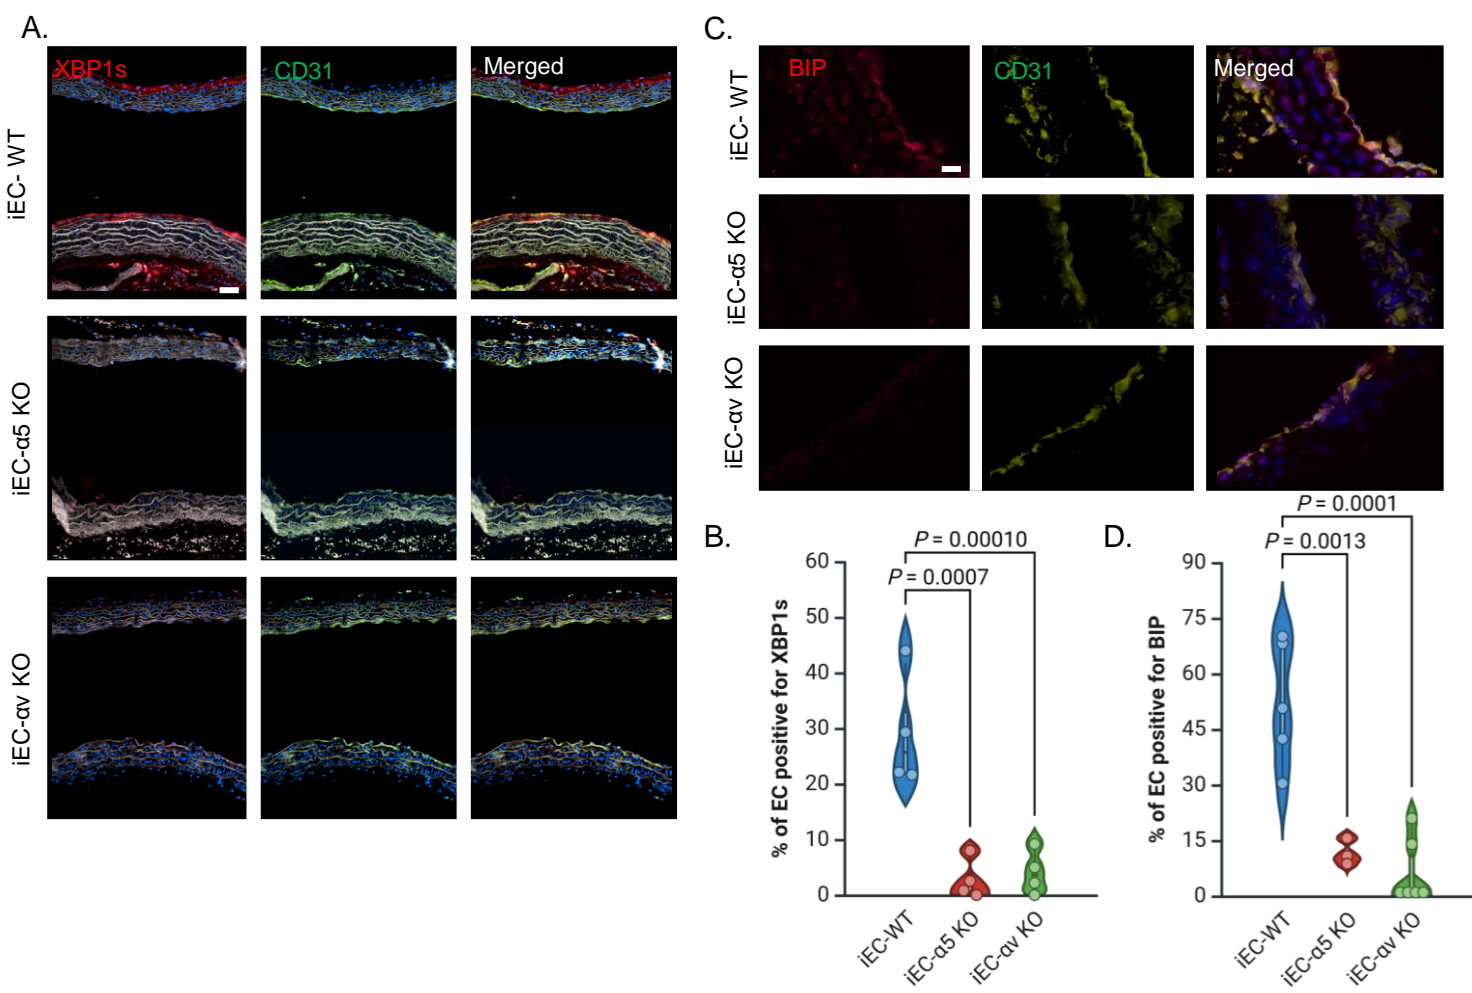 A.
XBP1s
CD31
Merged
iEC- WT
iEC-α5 KO
iEC-αv KO
C.
BIP
CD31
Merged
iEC- WT
iEC-α5 KO
iEC-αv KO
B.
P = 0.00010
P = 0.0007
% of EC positive for XBP1s
60
50
40
30
20
10
0
iEC-WT
iEC-α5 KO
iEC-αv KO
D.
P = 0.0001
P = 0.0013
% of EC positive for BIP
90
75
60
45
30
15
0
iEC-WT
iEC-α5 KO
iEC-αv KO